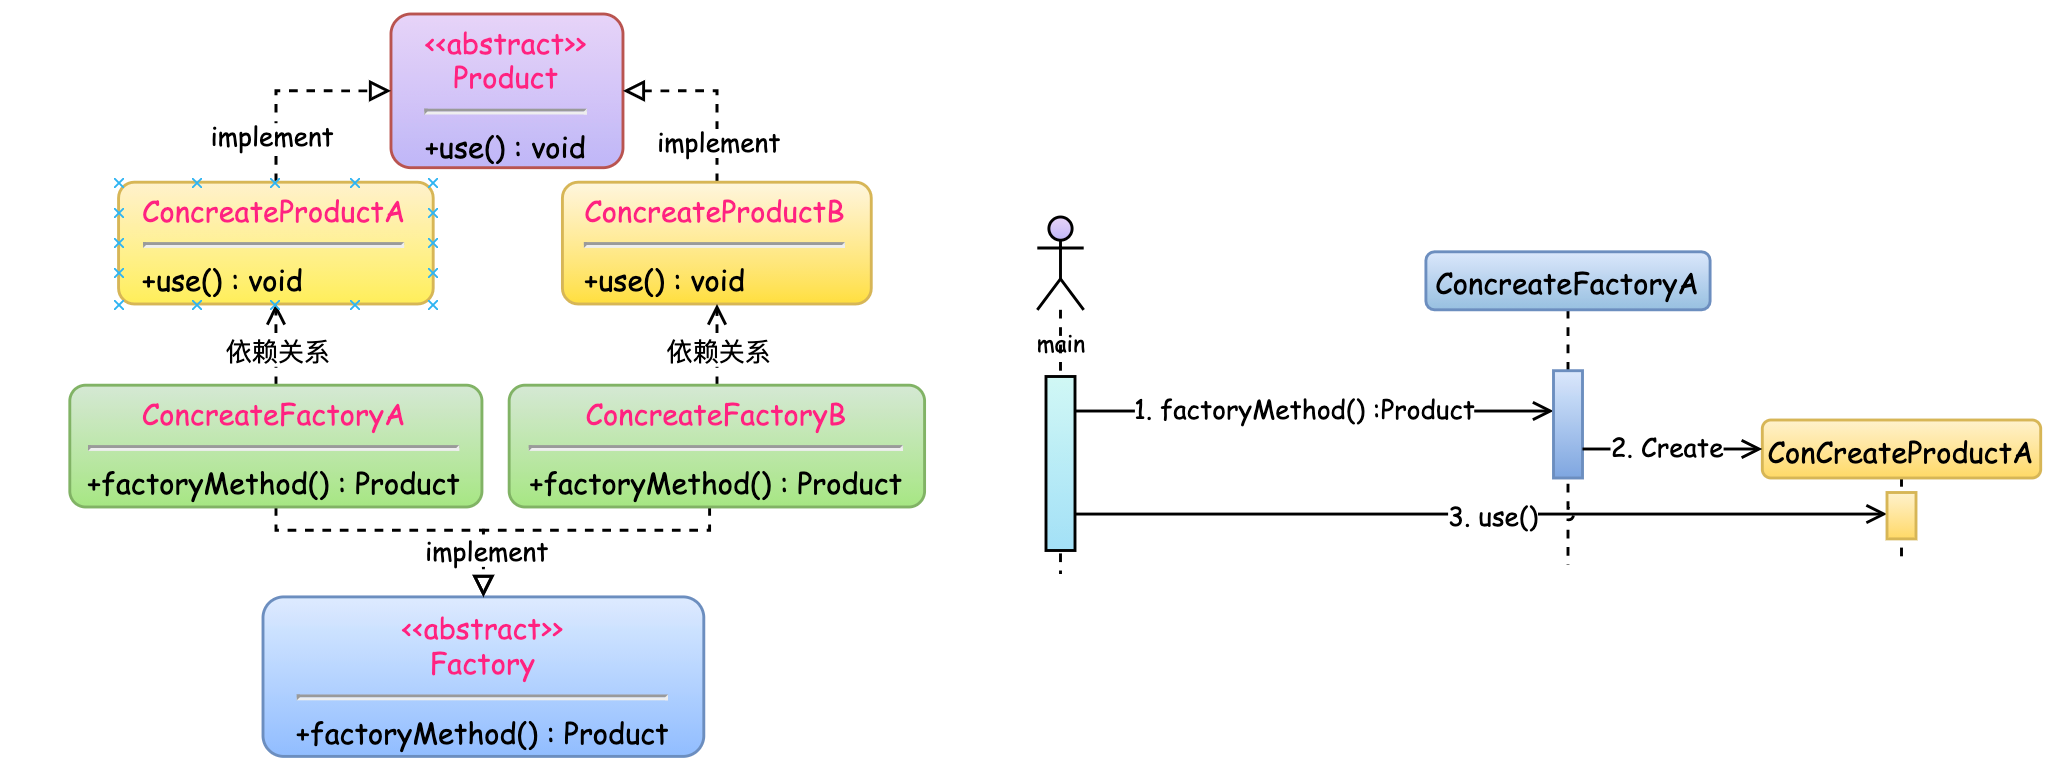 <<abstract>>
Product
+use() : void
implement
implement
ConcreateProductA
+use() : void
ConcreateProductB
+use() : void
依赖关系
依赖关系
ConcreateFactoryA
+factoryMethod() : Product
ConcreateFactoryB
+factoryMethod() : Product
implement
<<abstract>>
Factory
+factoryMethod() : Product
main
ConcreateFactoryA
1. factoryMethod() :Product
2. Create
ConCreateProductA
3. use()